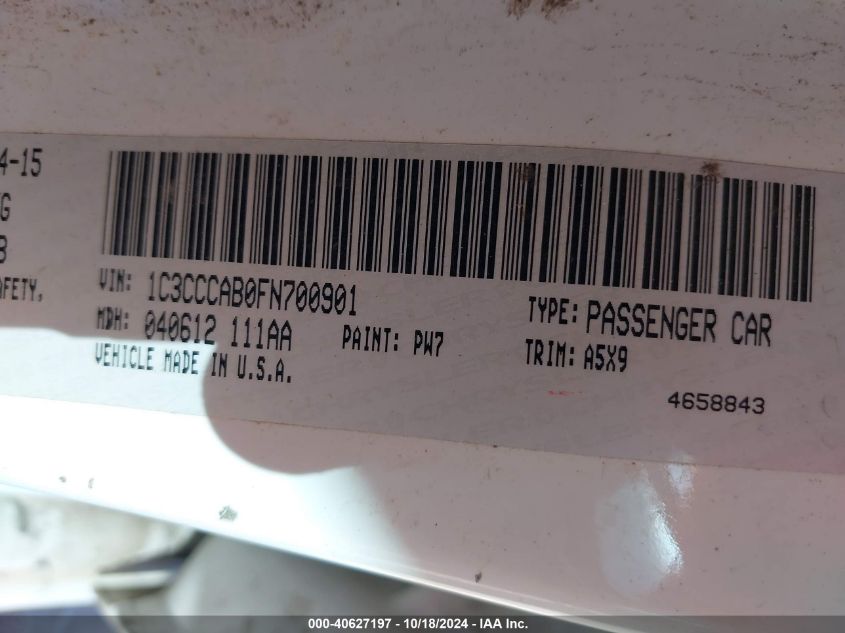 4-15
G
B
AFETY,
VIN: 1C3CCCAB0FN700901
MDH: 040612 111AA
PAINT: PW7
VEHICLE MADE IN U.S.A.
TYPE: PASSENGER CAR
TRIM: A5X9
4658843
000-40627197 - 10/18/2024 - IAA Inc.